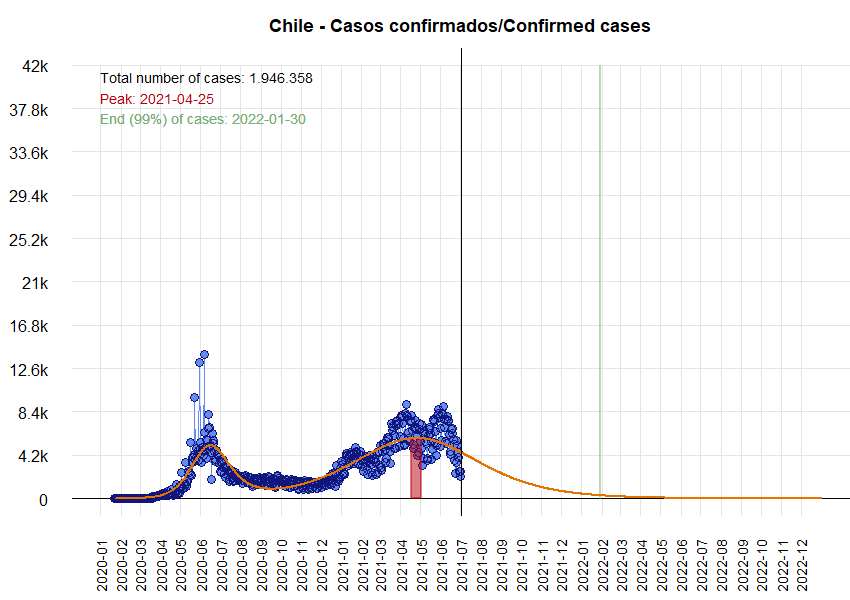 Chile - Casos confirmados/Confirmed cases
42k
Total number of cases: 1.946.358
Peak: 2021-04-25
37.8k
End (99%) of cases: 2022-01-30
33.6k
29.4k
25.2k
21k
16.8k
12.6k
8.4k
4.2k
0
2020-01
2020-02
2020-03
2020-04
2020-05
2020-06
2020-07
2020-08
2020-09
2020-10
2020-11
2020-12
2021-01
2021-02
2021-03
2021-04
2021-05
2021-06
2021-07
2021-08
2021-09
2021-10
2021-11
2021-12
2022-01
2022-02
2022-03
2022-04
2022-05
2022-06
2022-07
2022-08
2022-09
2022-10
2022-11
2022-12